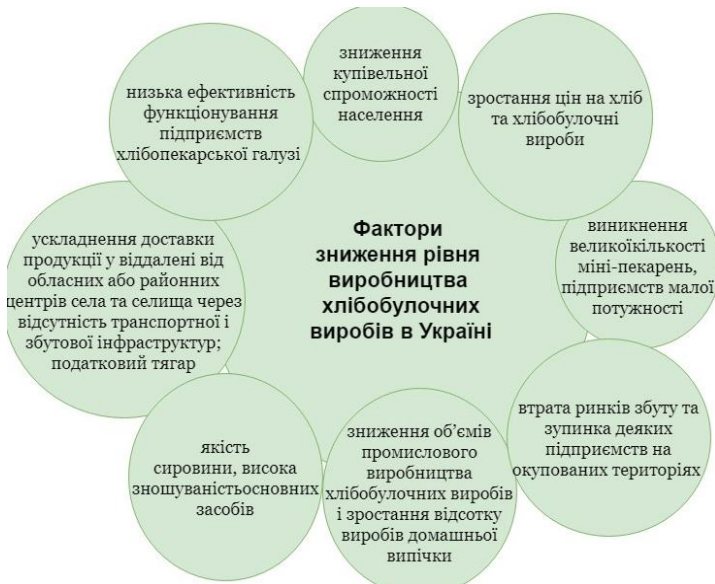 зниження
купівельної
спроможності
населення
зростання цін на хліб
та хлібобулочні
вироби
виникнення
великоїкількості
міні-пекарень,
підприємств малої
потужності
втрата ринків збуту та
зупинка деяких
підприємств на
окупованих територіях
зниження об’ємів
промислового
виробництва
хлібобулочних виробів
і зростання відсотку
виробів домашньої
випічки
якість
сировини, висока
зношуваністьосновних
засобів
ускладнення доставки
продукції у віддалені від
обласних або районних
центрів села та селища через
відсутність транспортної і
збутової інфраструктур;
податковий тягар
низька ефективність
функціонування
підприємств
хлібопекарської галузі
Фактори
зниження рівня
виробництва
хлібобулочних
виробів в Україні